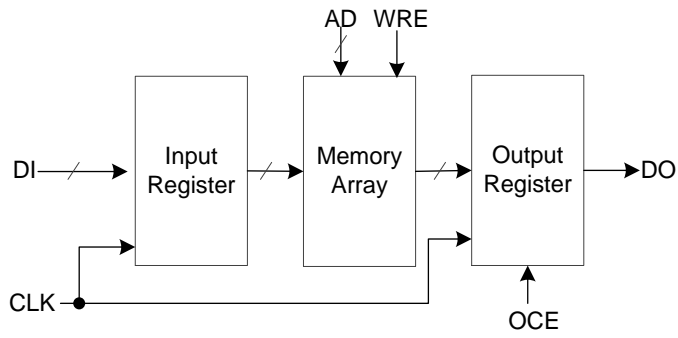 AD WRE
DI
Input
Register
Memory
Array
Output
Register
DO
CLK
OCE